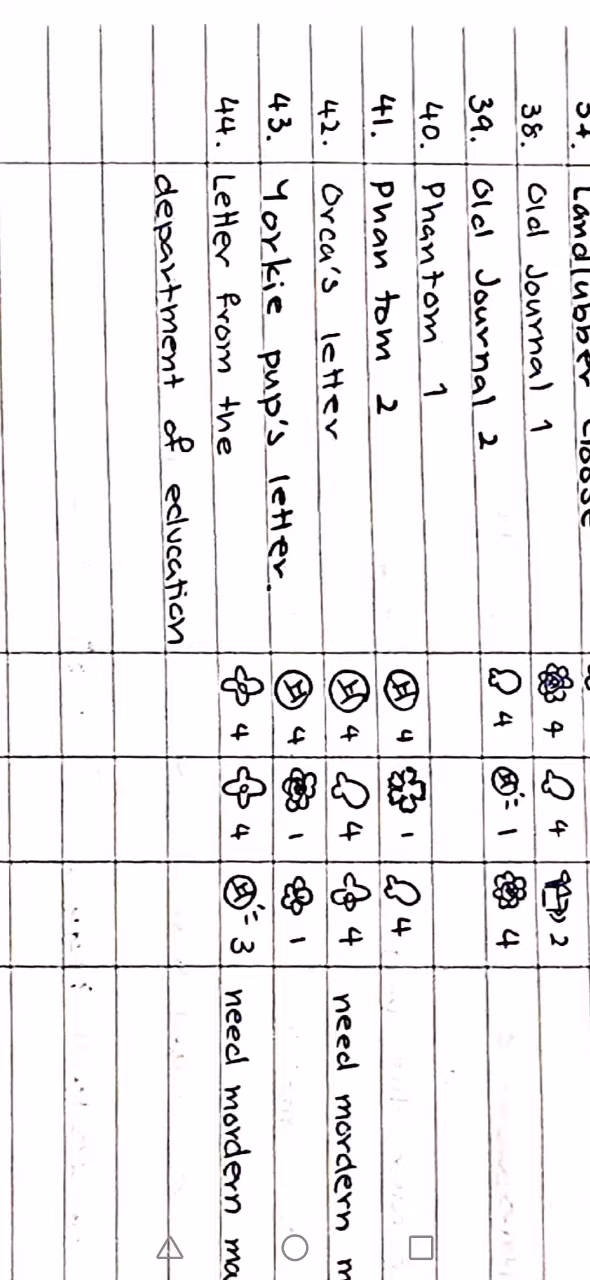 38. Old Journal 1 4 4 2
39. Old Journal 2 4 1 4
40. Phantom 1
41. Phan tom 2 4 1 4
42. Orca's letter 4 4 4 need mordern
43. Yorkie pup's letter. 4 1 1
44. Letter from the 4 4 3 need mordern
department of education